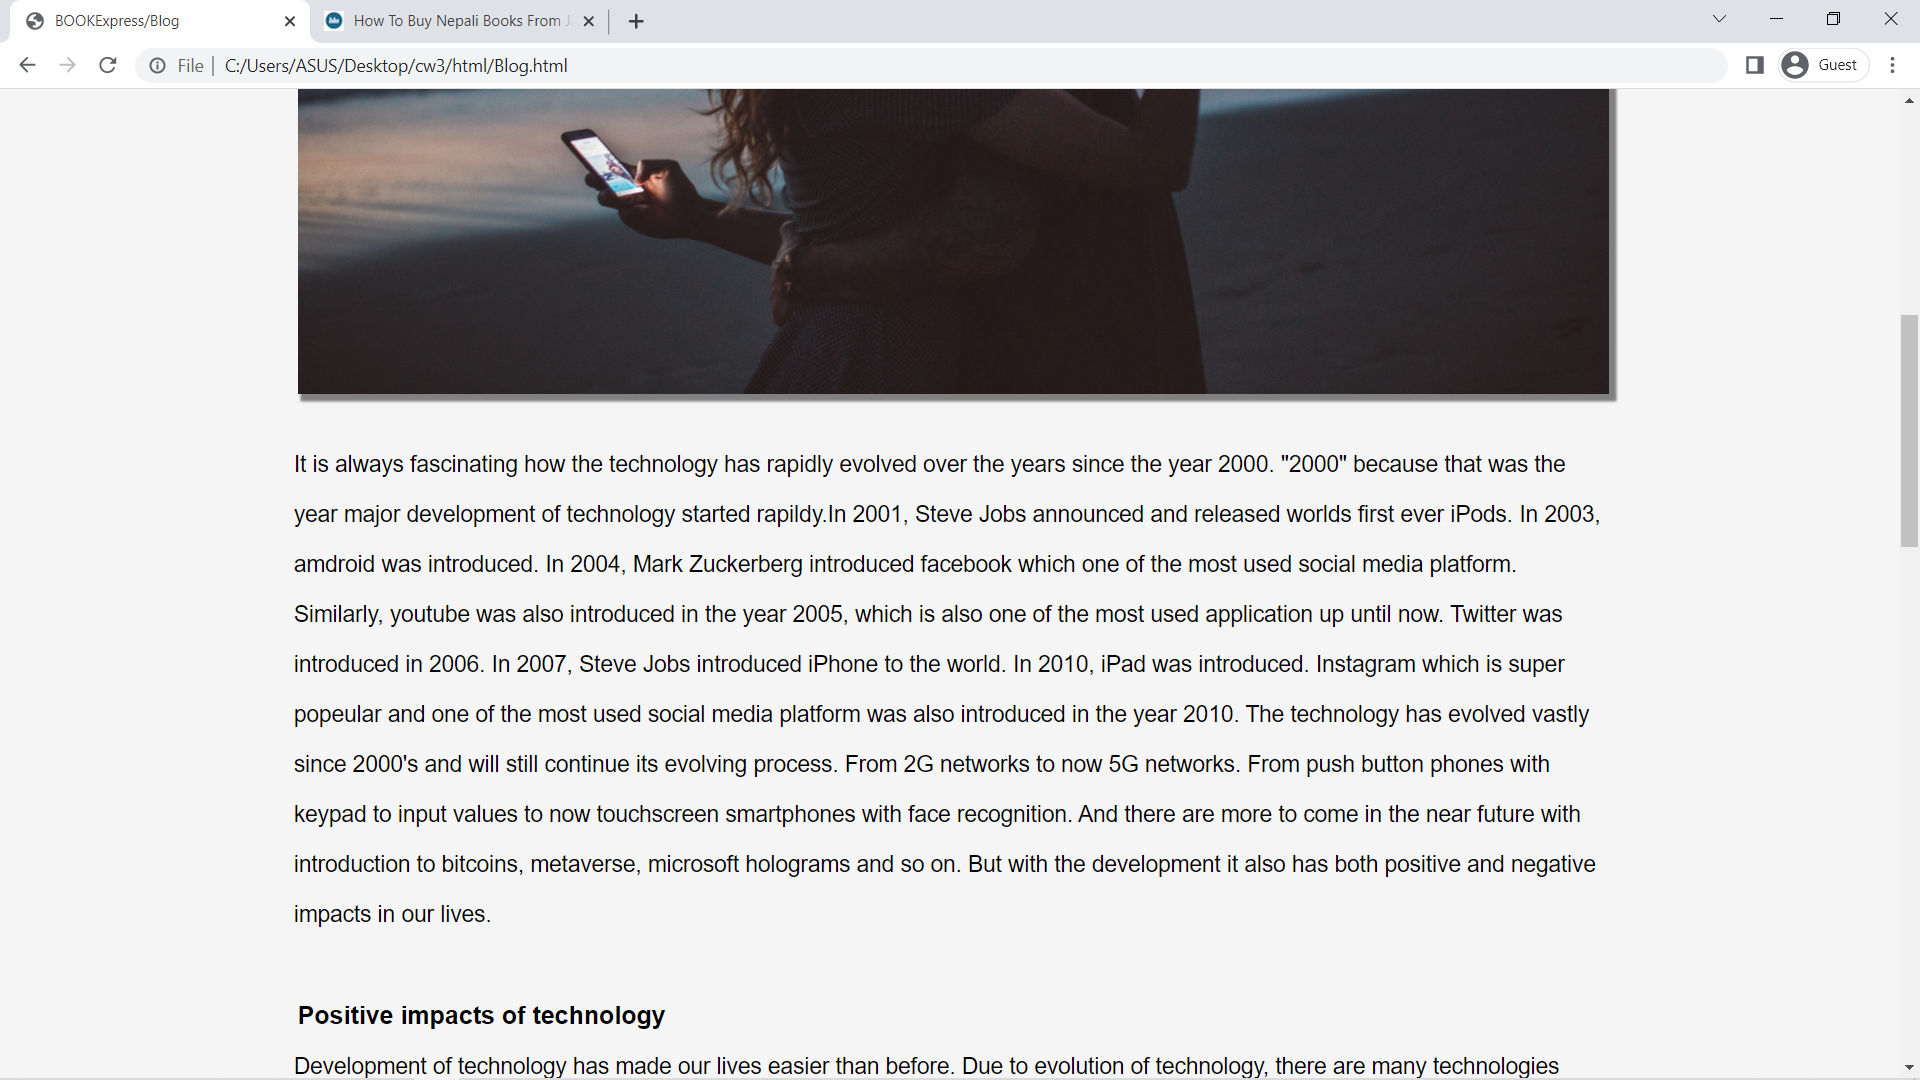 BOOKExpress/Blog
How To Buy Nepali Books From J
File
C:/Users/ASUS/Desktop/cw3/html/Blog.html
Guest
It is always fascinating how the technology has rapidly evolved over the years since the year 2000. "2000" because that was the
year major development of technology started rapildy.In 2001, Steve Jobs announced and released worlds first ever iPods. In 2003,
amdroid was introduced. In 2004, Mark Zuckerberg introduced facebook which one of the most used social media platform.
Similarly, youtube was also introduced in the year 2005, which is also one of the most used application up until now. Twitter was
introduced in 2006. In 2007, Steve Jobs introduced iPhone to the world. In 2010, iPad was introduced. Instagram which is super
popeular and one of the most used social media platform was also introduced in the year 2010. The technology has evolved vastly
since 2000's and will still continue its evolving process. From 2G networks to now 5G networks. From push button phones with
keypad to input values to now touchscreen smartphones with face recognition. And there are more to come in the near future with
introduction to bitcoins, metaverse, microsoft holograms and so on. But with the development it also has both positive and negative
impacts in our lives.
Positive impacts of technology
Development of technology has made our lives easier than before. Due to evolution of technology, there are many technologies